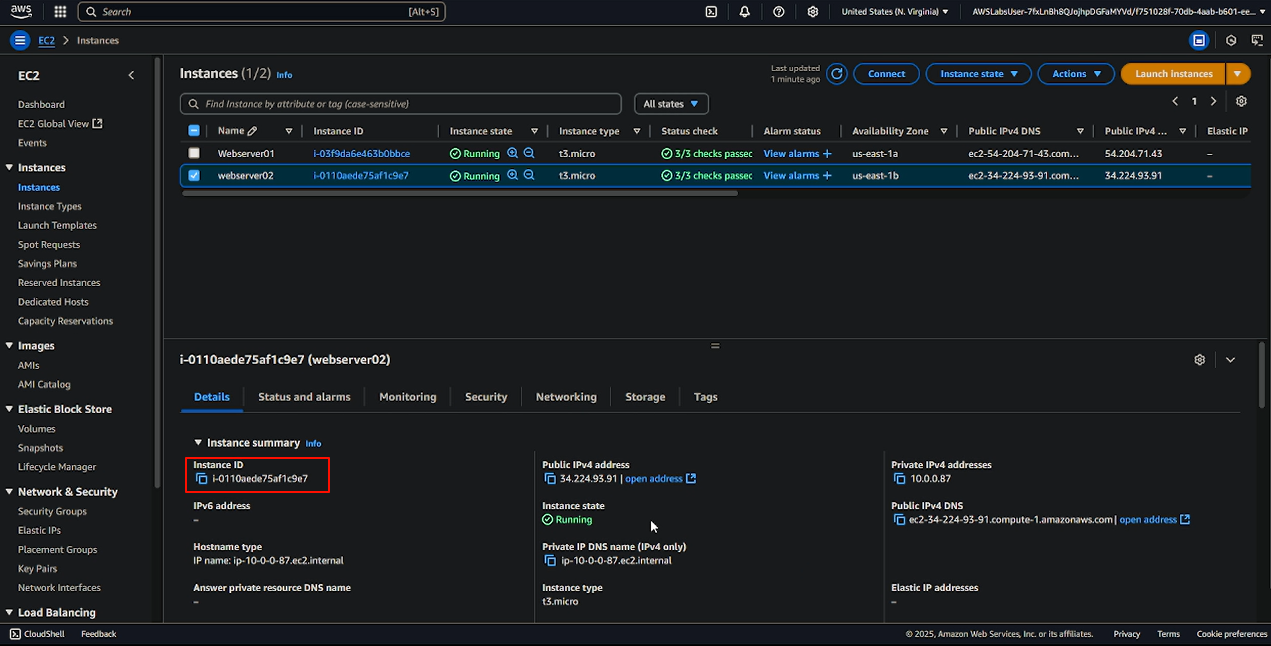 aws Search [Alt+S] United States (N. Virginia) AWSLabsUser-7fxLnBh8QJojhpDGFaMYVd/f751028f-70db-4aab-b601-ee...
EC2 Instances
EC2
Dashboard
EC2 Global View
Events
Instances
Instances
Instance Types
Launch Templates
Spot Requests
Savings Plans
Reserved Instances
Dedicated Hosts
Capacity Reservations
Images
AMIs
AMI Catalog
Elastic Block Store
Volumes
Snapshots
Lifecycle Manager
Network & Security
Security Groups
Elastic IPs
Placement Groups
Key Pairs
Network Interfaces
Load Balancing
Instances (1/2) Info
Last updated
1 minute ago
Connect Instance state Actions Launch instances
Find Instance by attribute or tag (case-sensitive) All states 1
Name Instance ID Instance state Instance type Status check Alarm status Availability Zone Public IPv4 DNS Public IPv4 ... Elastic IP
Webserver01 i-03f9da6e463b0bbce Running t3.micro 3/3 checks passed View alarms + us-east-1a ec2-54-204-71-43.com... 54.204.71.43 –
webserver02 i-0110aede75af1c9e7 Running t3.micro 3/3 checks passed View alarms + us-east-1b ec2-34-224-93-91.com... 34.224.93.91 –
i-0110aede75af1c9e7 (webserver02)
Details Status and alarms Monitoring Security Networking Storage Tags
Instance summary Info
Instance ID
i-0110aede75af1c9e7
Public IPv4 address
34.224.93.91 | open address
Private IPv4 addresses
10.0.0.87
IPv6 address
–
Instance state
Running
Public IPv4 DNS
ec2-34-224-93-91.compute-1.amazonaws.com | open address
Hostname type
IP name: ip-10-0-0-87.ec2.internal
Private IP DNS name (IPv4 only)
ip-10-0-0-87.ec2.internal
Answer private resource DNS name
–
Instance type
t3.micro
Elastic IP addresses
–
CloudShell Feedback © 2025, Amazon Web Services, Inc. or its affiliates. Privacy Terms Cookie preferences